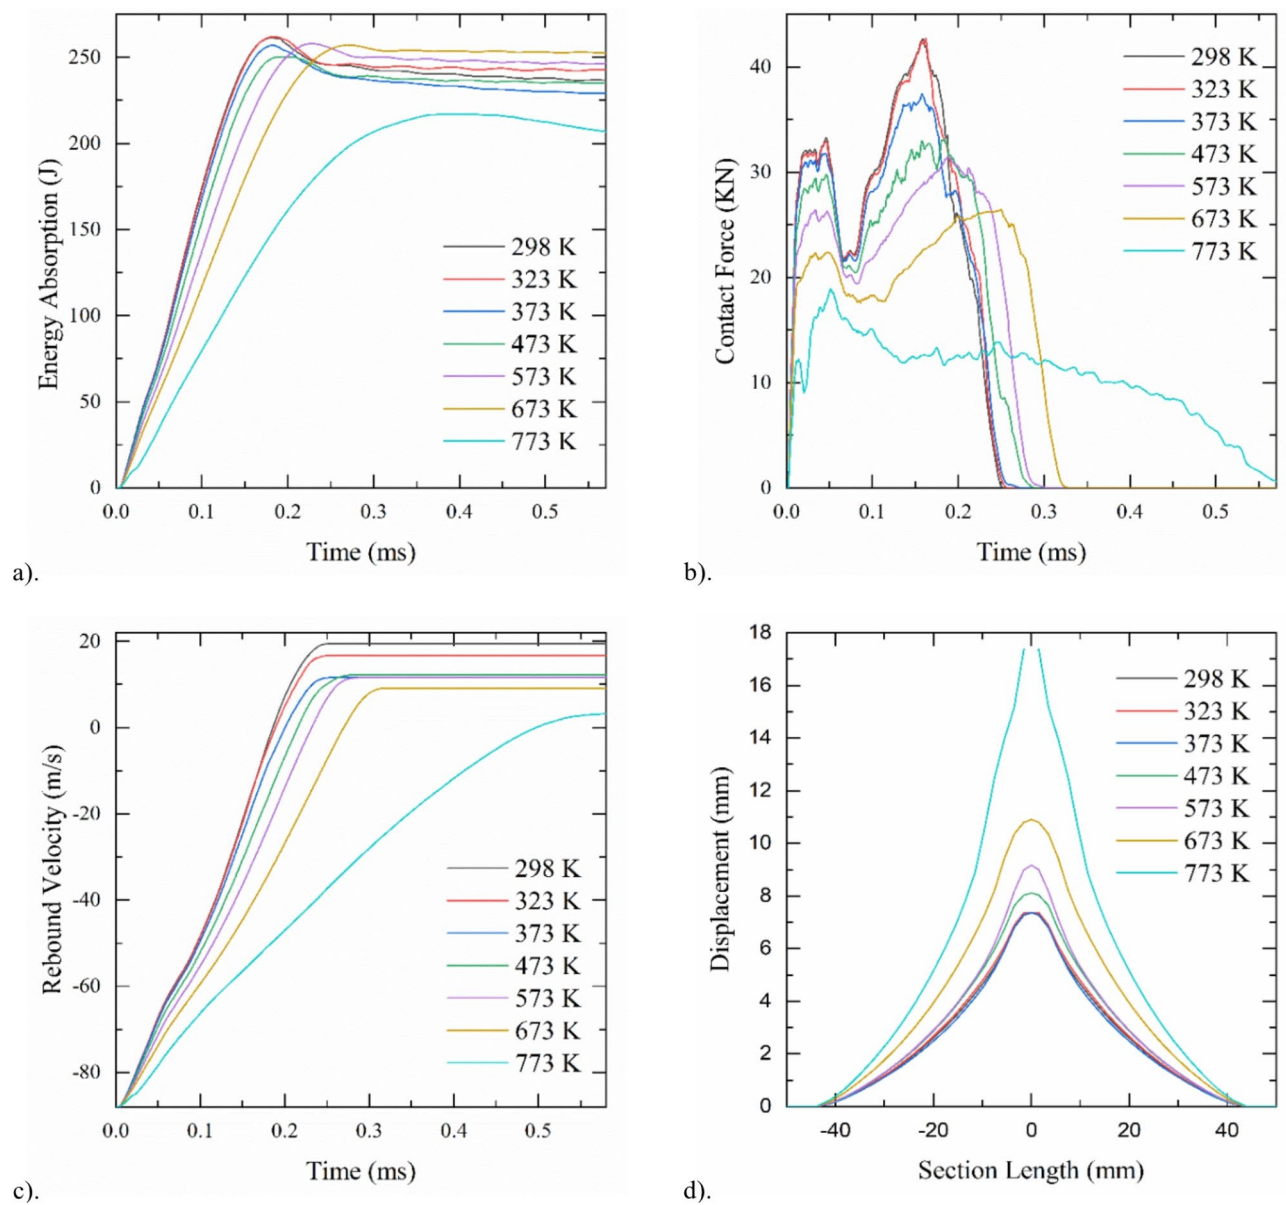 250
200
150
100
50
0
Energy Absorption (J)
298 K
323 K
373 K
473 K
573 K
673 K
773 K
0.0 0.1 0.2 0.3 0.4 0.5
Time (ms)
a).
40
30
20
10
0
Contact Force (KN)
298 K
323 K
373 K
473 K
573 K
673 K
773 K
0.0 0.1 0.2 0.3 0.4 0.5
Time (ms)
b).
20
0
-20
-40
-60
-80
Rebound Velocity (m/s)
298 K
323 K
373 K
473 K
573 K
673 K
773 K
0.0 0.1 0.2 0.3 0.4 0.5
Time (ms)
c).
18
16
14
12
10
8
6
4
2
0
Displacement (mm)
298 K
323 K
373 K
473 K
573 K
673 K
773 K
-40 -20 0 20 40
Section Length (mm)
d).